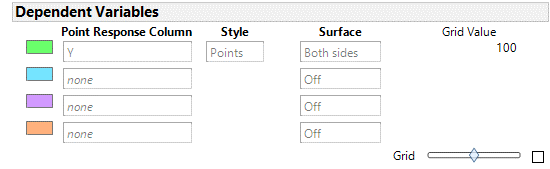 Dependent Variables
Point Response Column Style Surface Grid Value
Y Points Both sides 100
none Off
none Off
none Off
Grid